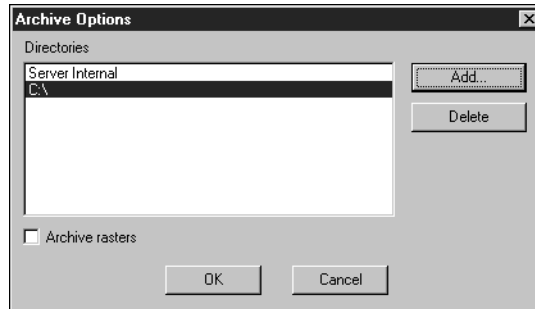 Archive Options
Directories
Server Internal
C:\
Add...
Delete
Archive rasters
OK
Cancel